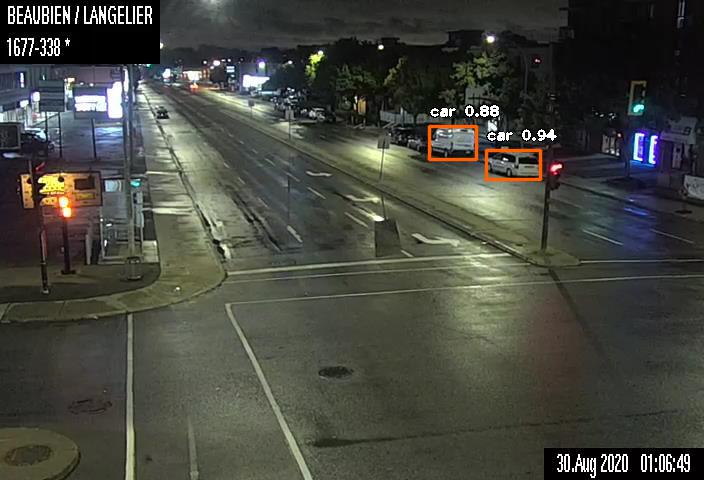 BEAUBIEN / LANGELIER
1677-338 *
car 0.88
car 0.94
30.Aug 2020 01:06:49